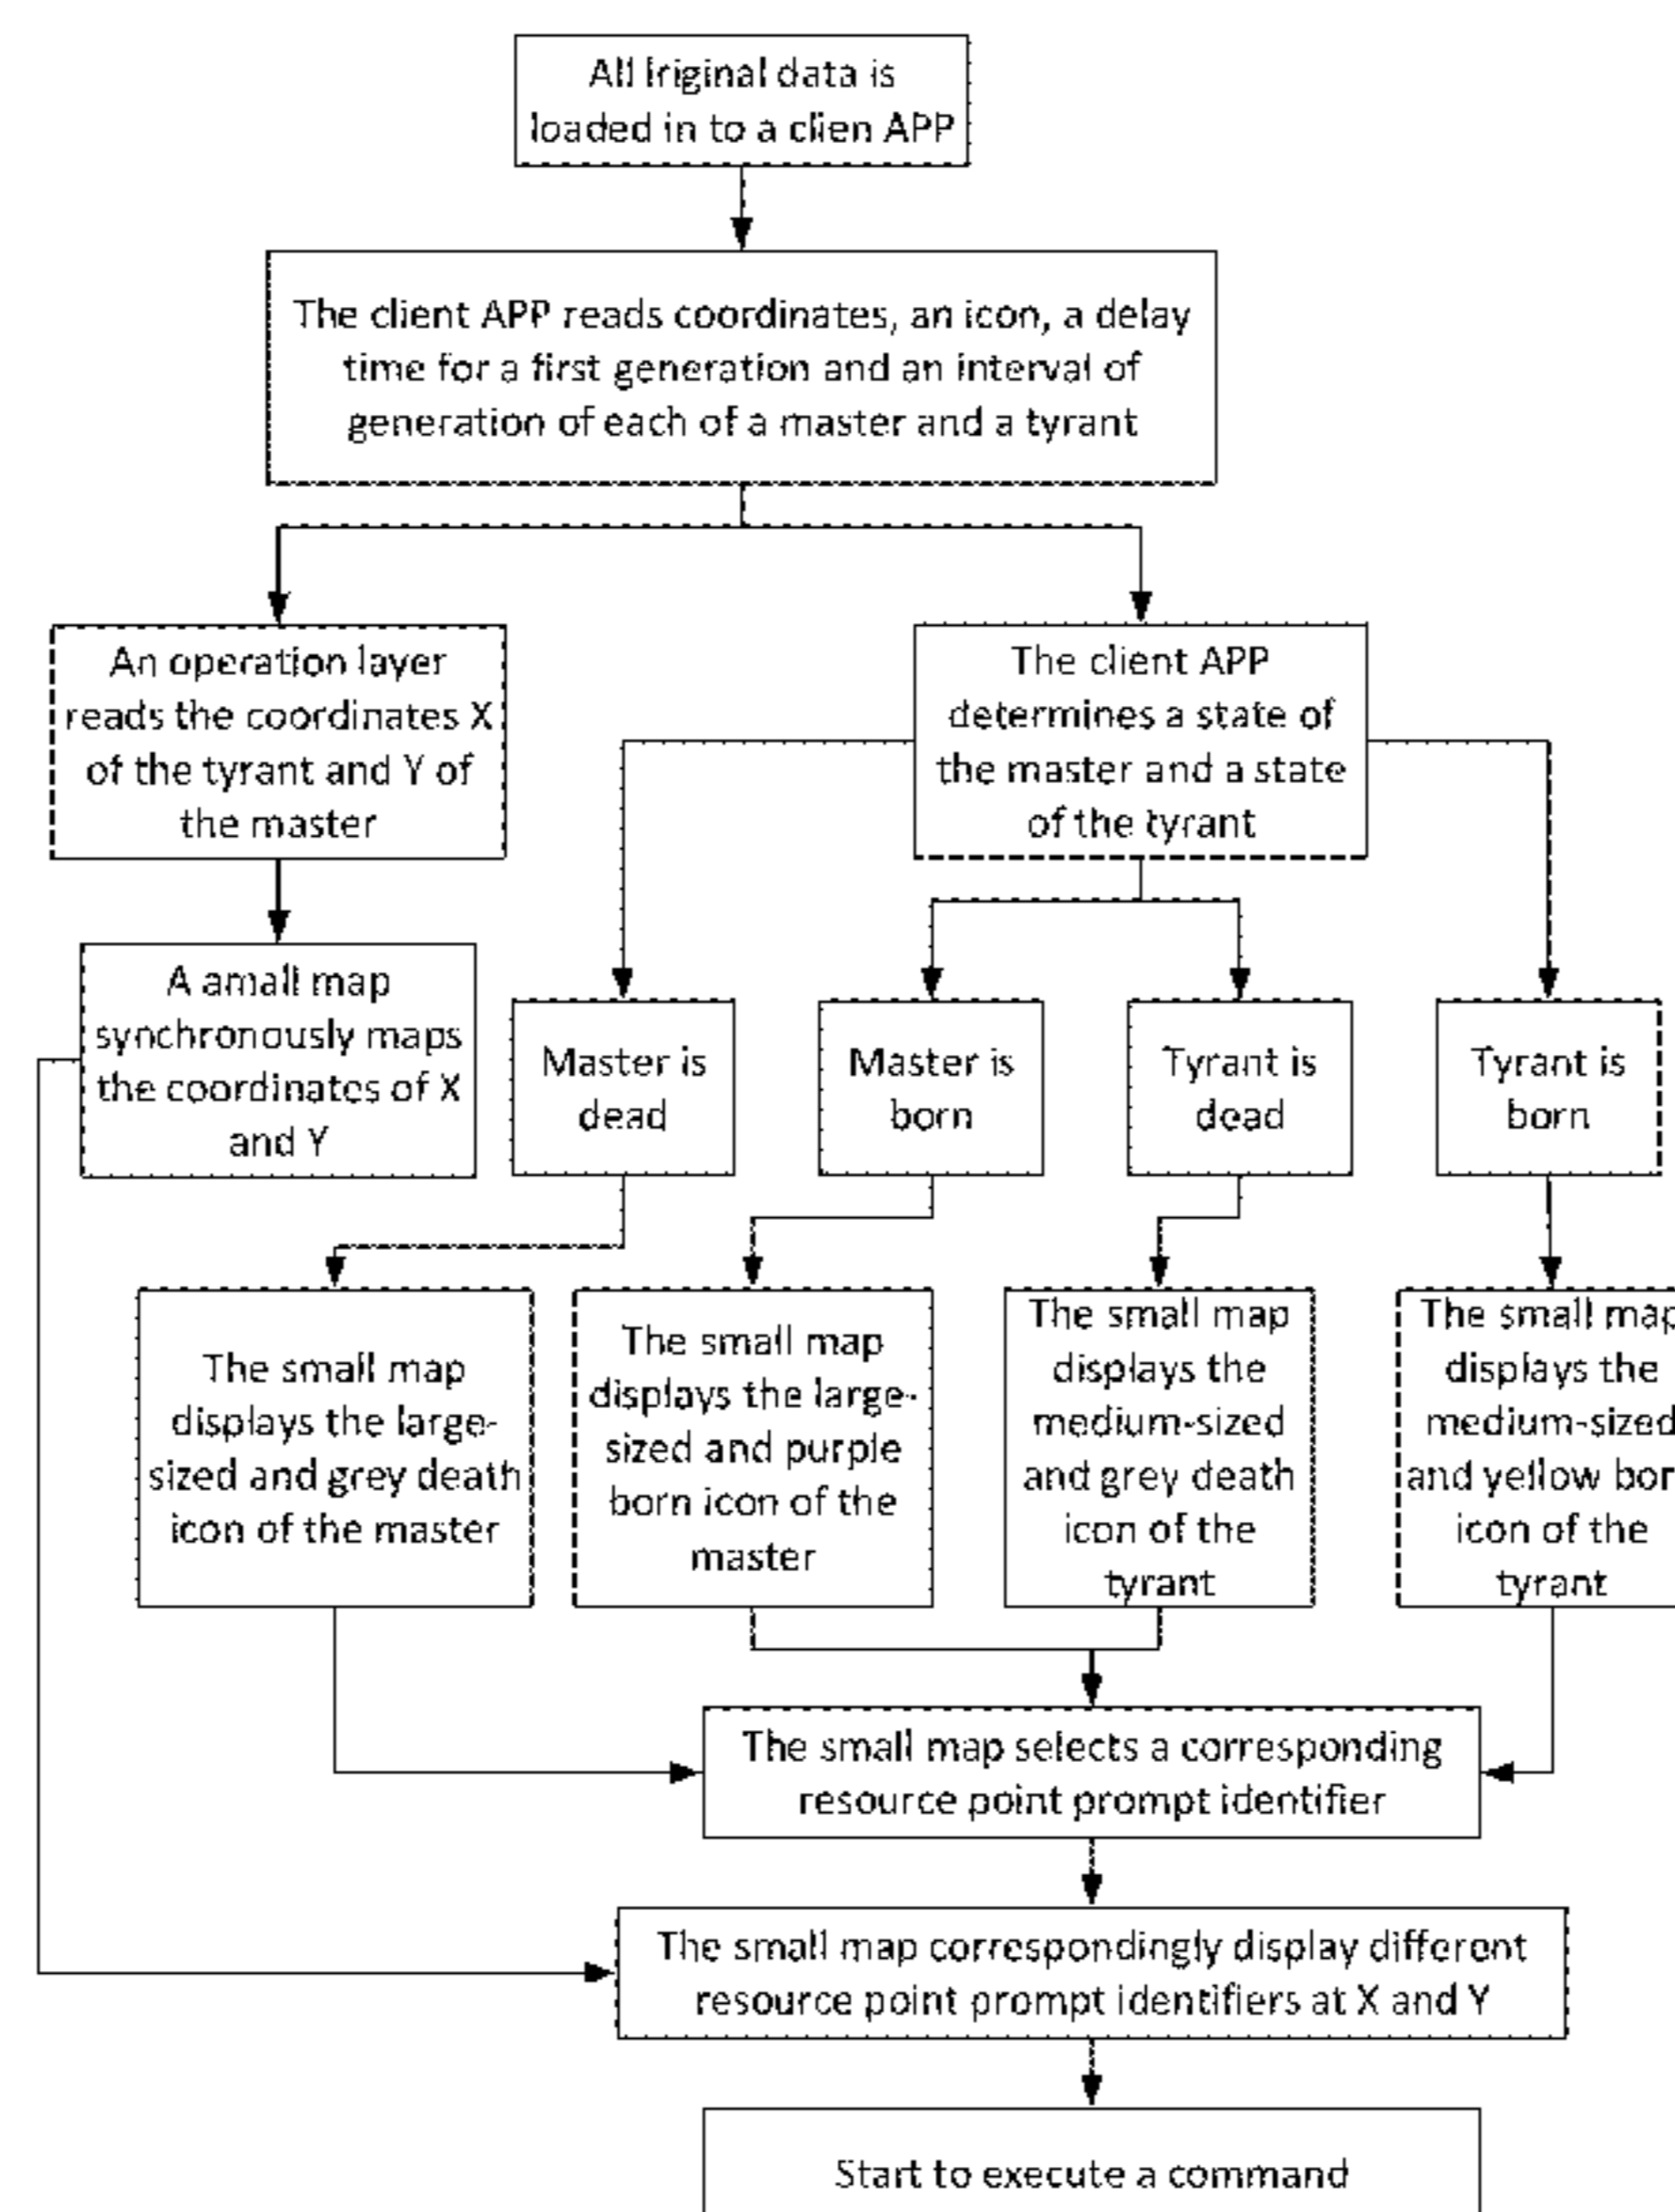 All Iriginal data is
loaded in to a clien APP
The client APP reads coordinates, an icon, a delay
time for a first generation and an interval of
generation of each of a master and a tyrant
An operation layer
reads the coordinates X
of the tyrant and Y of
the master
The client APP
determines a state of
the master and a state
of the tyrant
A amall map
synchronously maps
the coordinates of X
and Y
Master is
dead
Master is
born
Tyrant is
dead
Tyrant is
born
The small map
displays the large-
sized and grey death
icon of the master
The small map
displays the large-
sized and purple
born icon of the
master
The small map
displays the
medium-sized
and grey death
icon of the
tyrant
The small map
displays the
medium-sized
and yellow bor
icon of the
tyrant
The small map selects a corresponding
resource point prompt identifier
The small map correspondingly display different
resource point prompt identifiers at X and Y
Start to execute a command